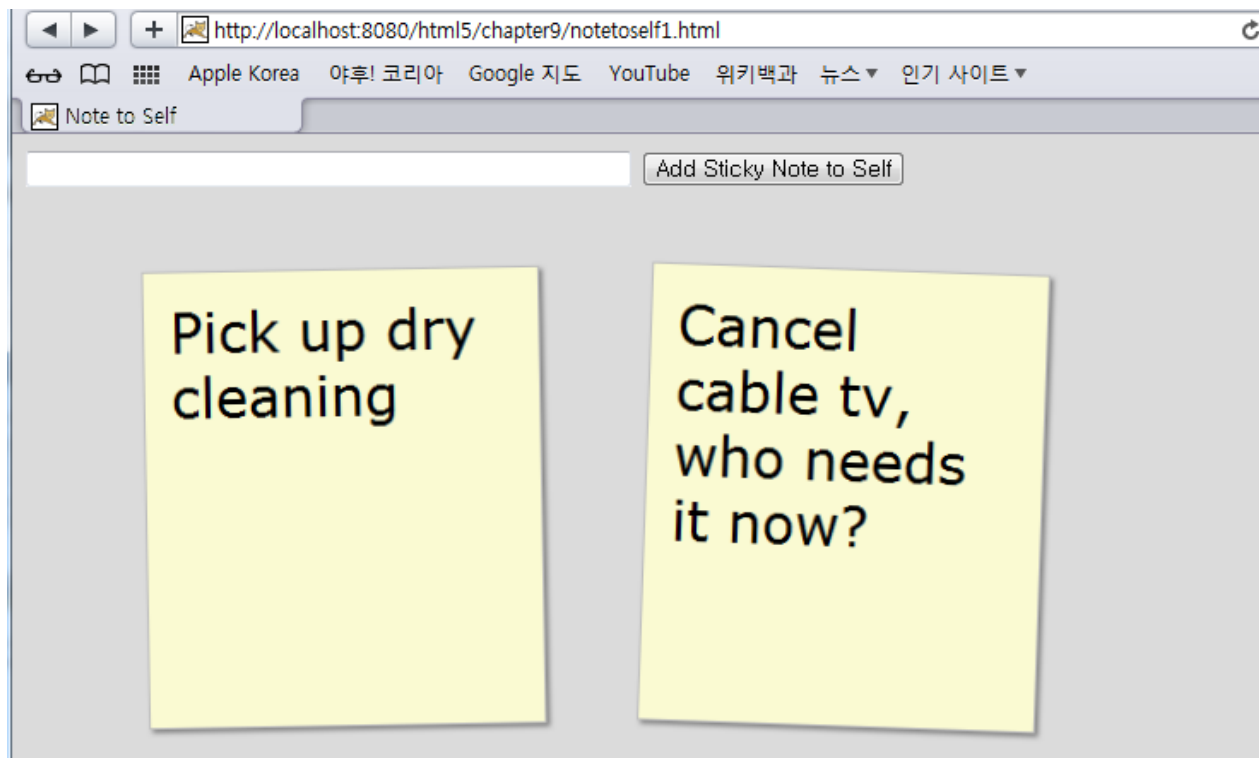 http://localhost:8080/html5/chapter9/notetoself1.html
Apple Korea 야후! 코리아 Google 지도 YouTube 위키백과 뉴스▼ 인기 사이트▼
Note to Self
Add Sticky Note to Self
Pick up dry
cleaning
Cancel
cable tv,
who needs
it now?